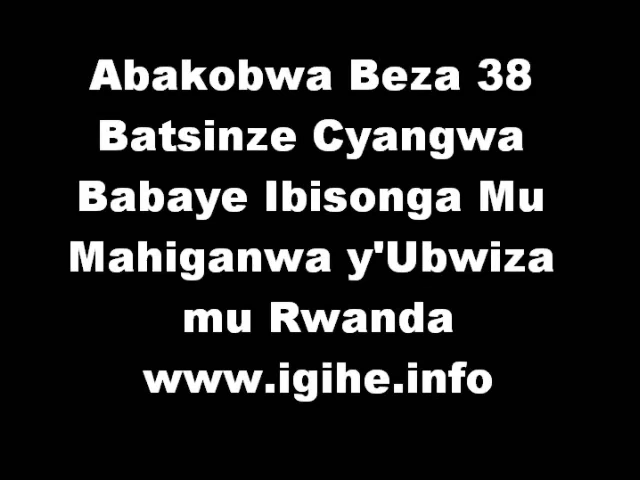 Abakobwa Beza 38
Batsinze Cyangwa
Babaye Ibisonga Mu
Mahiganwa y'Ubwiza
mu Rwanda
www.igihe.info